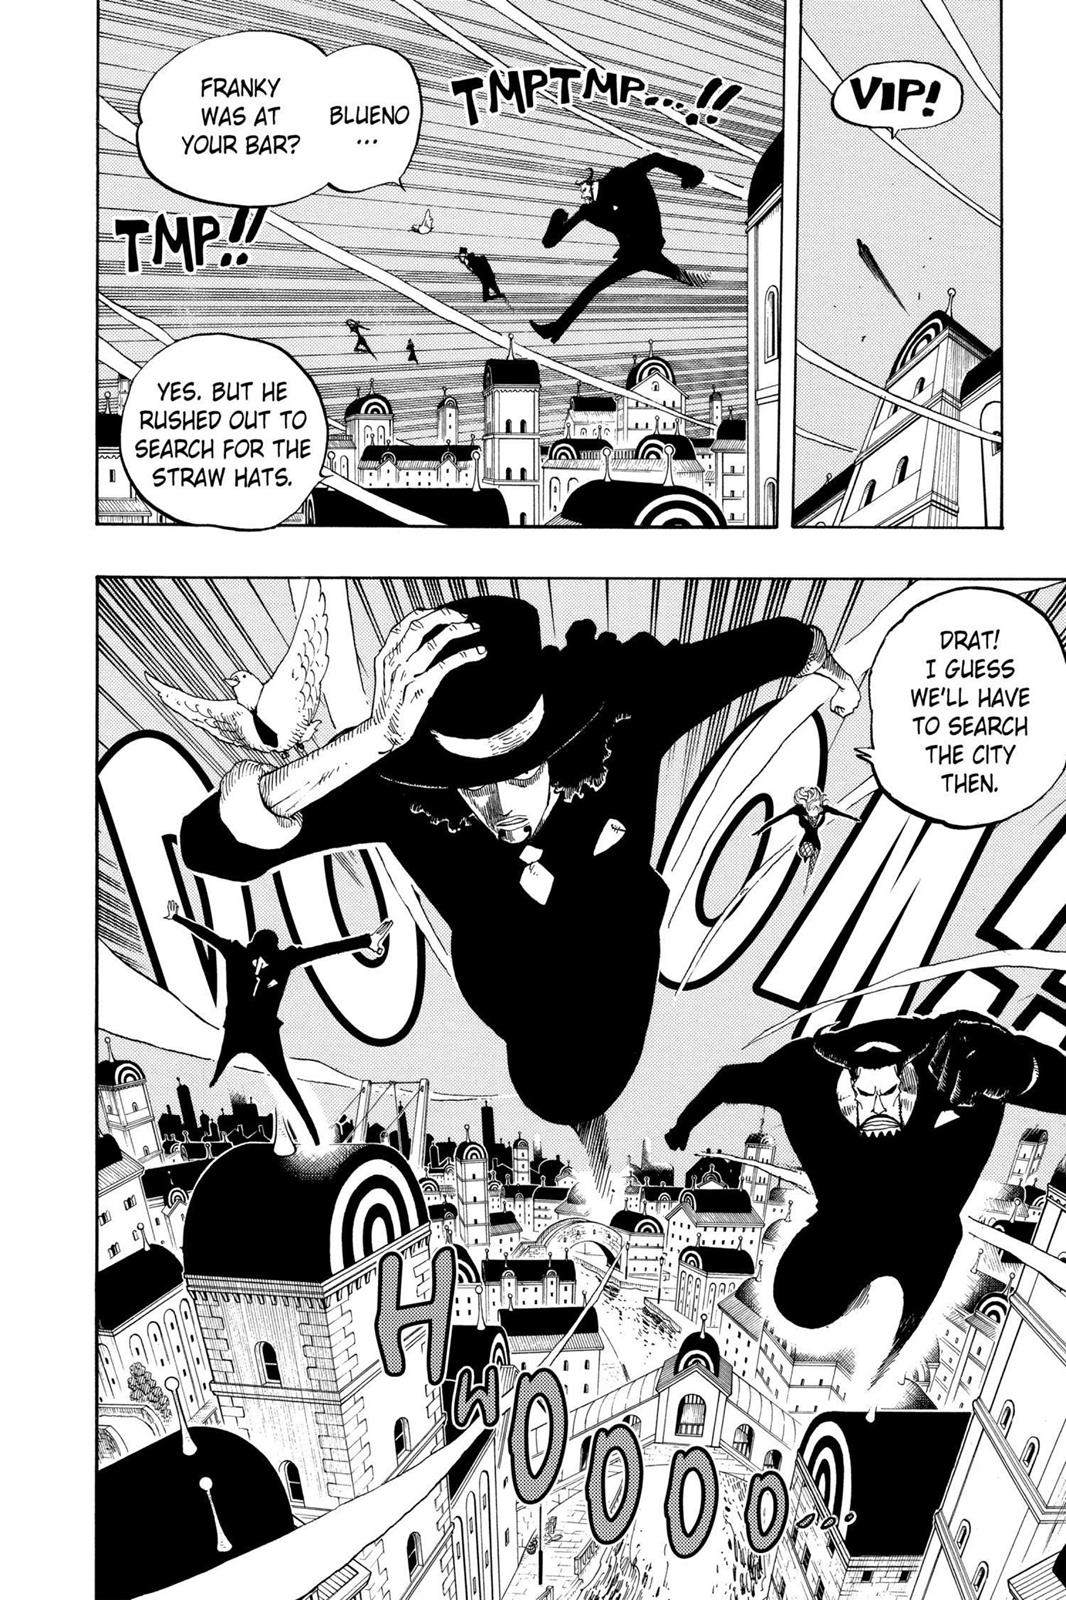 VIP!
TMPTMP...!!
BLUENO
...
FRANKY
WAS AT
YOUR BAR?
TMP!!
YES. BUT HE
RUSHED OUT TO
SEARCH FOR THE
STRAW HATS.
DRAT!
I GUESS
WE'LL HAVE
TO SEARCH
THE CITY
THEN.
HWOOOO...